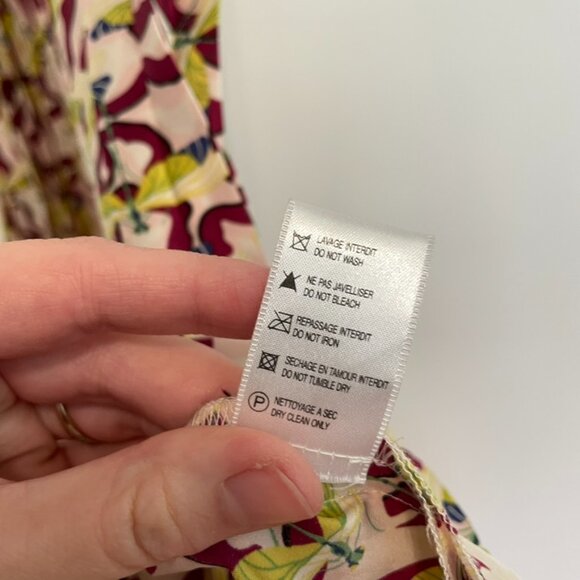 LAVAGE INTERDIT
DO NOT WASH
NE PAS JAVELLISER
DO NOT BLEACH
REPASSAGE INTERDIT
DO NOT IRON
SECHAGE EN TAMOUR INTERDIT
DO NOT TUMBLE DRY
P
NETTOYAGE A SEC
DRY CLEAN ONLY